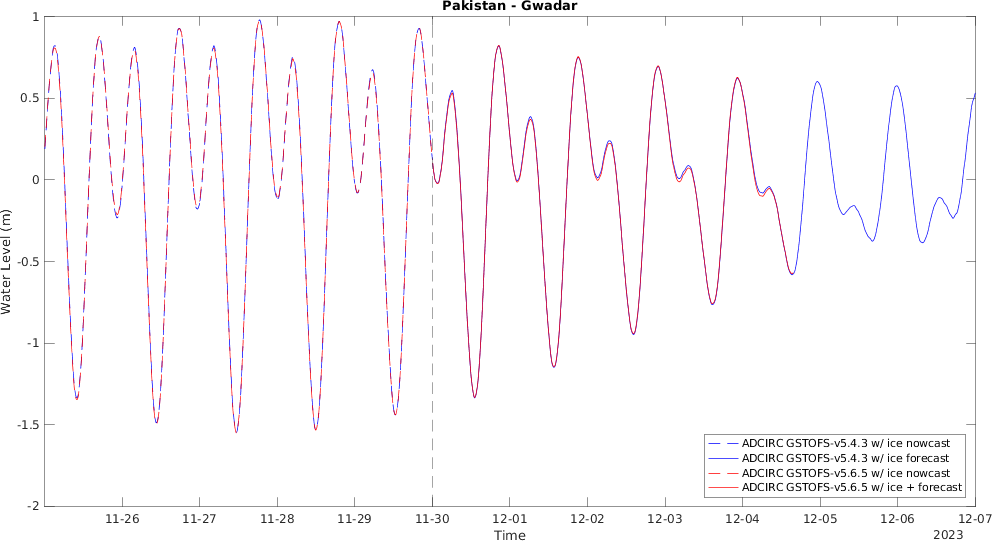 Pakistan - Gwadar
1
0.5
0
-0.5
-1
-1.5
-2
Water Level (m)
ADCIRC GSTOFS-v5.4.3 w/ ice nowcast
ADCIRC GSTOFS-v5.4.3 w/ ice forecast
ADCIRC GSTOFS-v5.6.5 w/ ice nowcast
ADCIRC GSTOFS-v5.6.5 w/ ice + forecast
11-26 11-27 11-28 11-29 11-30 12-01 12-02 12-03 12-04 12-05 12-06 12-07
Time
2023